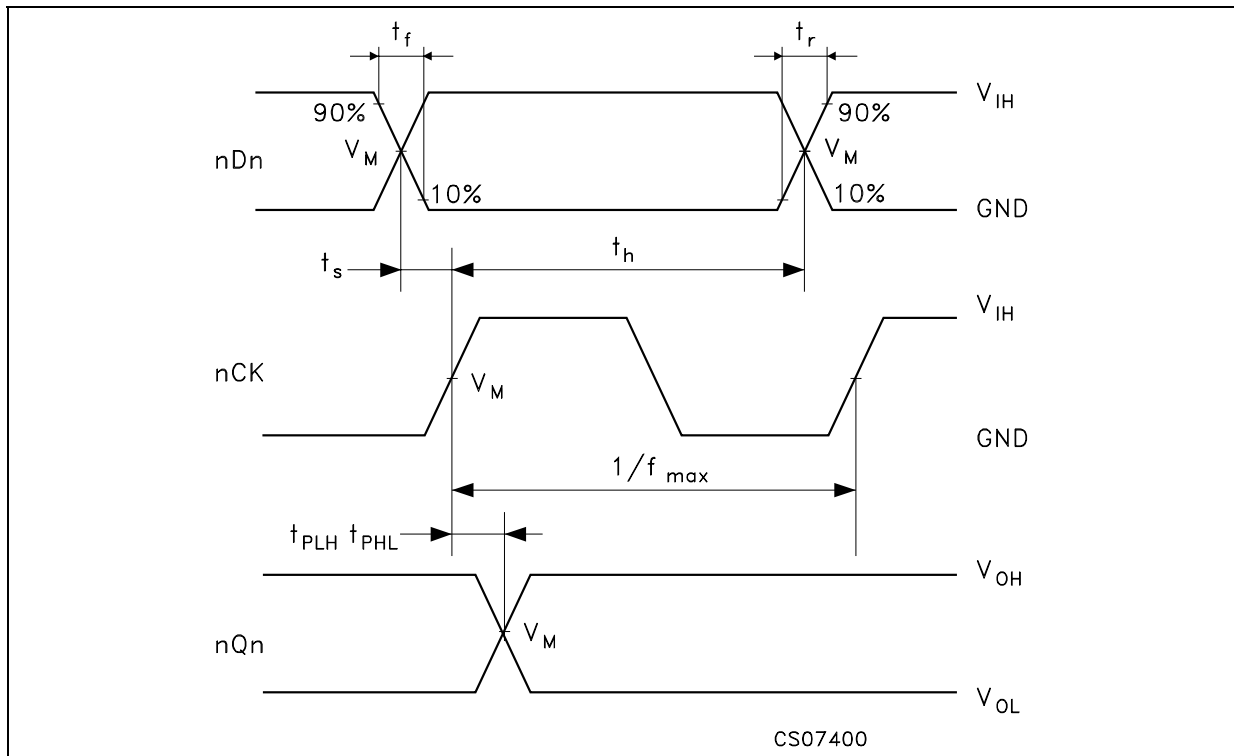 tf
tr
VIH
90%
90%
nDn
VM
VM
10%
10%
GND
ts
th
VIH
nCK
VM
GND
1/f max
tPLH tPHL
VOH
nQn
VM
VOL
CS07400